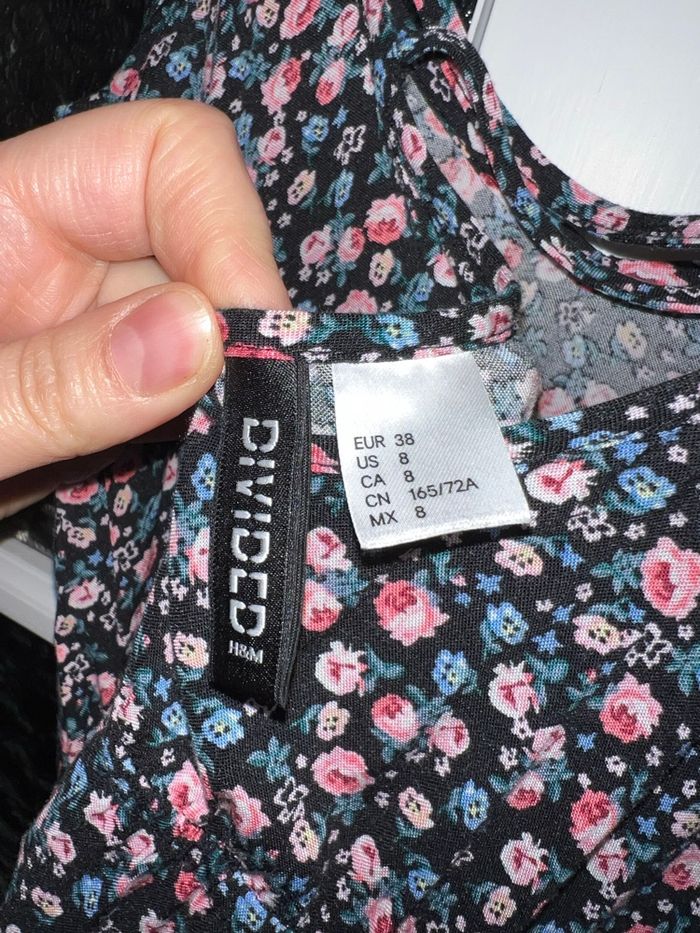 DIVIDED
H&M
EUR 38
US 8
CA 8
CN 165/72A
MX 8